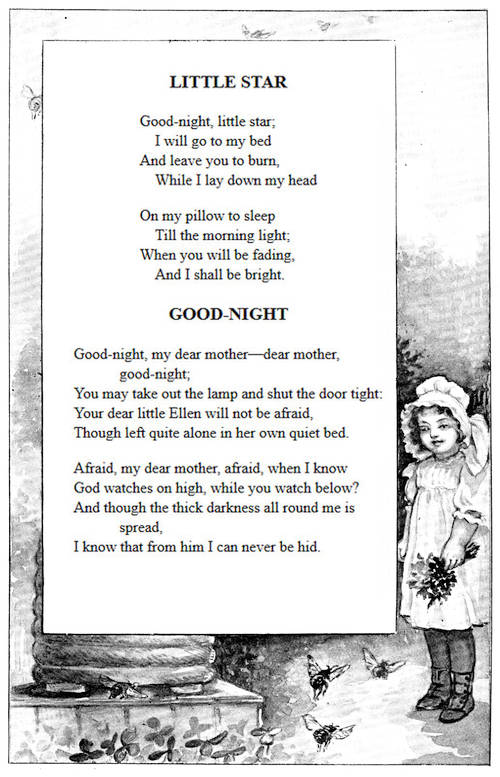 LITTLE STAR
Good-night, little star;
I will go to my bed
And leave you to burn,
While I lay down my head
On my pillow to sleep
Till the morning light;
When you will be fading,
And I shall be bright.
GOOD-NIGHT
Good-night, my dear mother—dear mother,
good-night;
You may take out the lamp and shut the door tight:
Your dear little Ellen will not be afraid,
Though left quite alone in her own quiet bed.
Afraid, my dear mother, afraid, when I know
God watches on high, while you watch below?
And though the thick darkness all round me is
spread,
I know that from him I can never be hid.